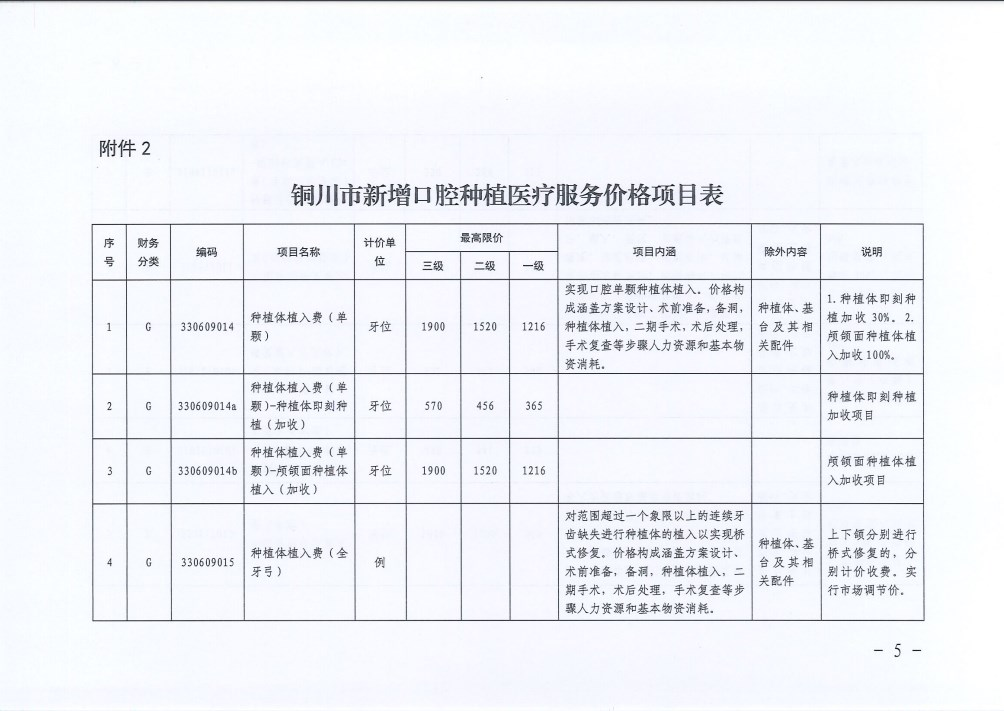 附件 2
铜川市新增口腔种植医疗服务价格项目表
序号 财务分类 编码 项目名称 计价单位 最高限价 项目内涵 除外内容 说明
三级 二级 一级
1 G 330609014 种植体植入费（单颗） 牙位 1900 1520 1216
实现口腔单颗种植体植入。价格构
成涵盖方案设计、术前准备，备洞，
种植体植入，二期手术，术后处理，
手术复查等步骤人力资源和基本物
资消耗。
种植体、基
台及其相
关配件
1.种植体即刻种
植加收 30%。2.
颅颌面种植体植
入加收 100%。
2 G 330609014a
种植体植入费（单
颗）-种植体即刻种
植（加收）
牙位 570 456 365
种植体即刻种植
加收项目
3 G 330609014b
种植体植入费（单
颗）-颅颌面种植体
植入（加收）
牙位 1900 1520 1216
颅颌面种植体植
入加收项目
4 G 330609015
种植体植入费（全
牙弓）
例
对范围超过一个象限以上的连续牙
齿缺失进行种植体的植入以实现桥
式修复。价格构成涵盖方案设计、
术前准备，备洞，种植体植入，二
期手术，术后处理，手术复查等步
骤人力资源和基本物资消耗。
种植体、基
台及其相
关配件
上下颌分别进行
桥式修复的，分
别计价收费。实
行市场调节价。
－ 5 －